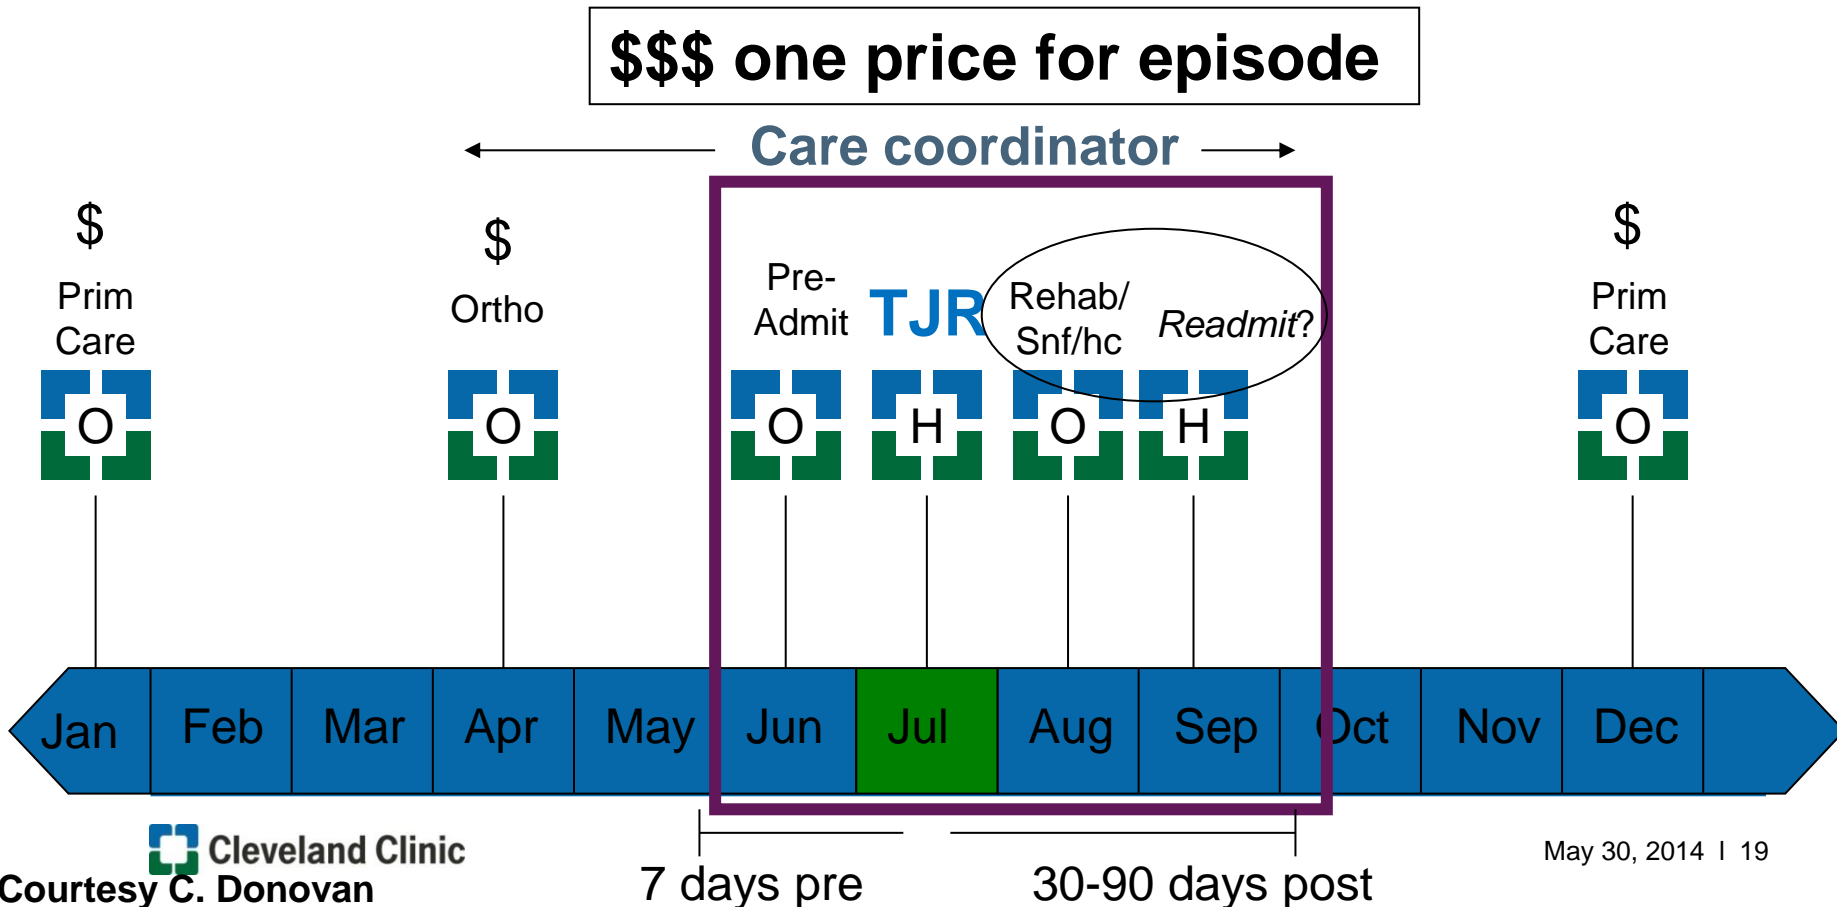 $$$ one price for episode
Care coordinator
$
Prim
Care
O
$
Ortho
O
Pre-
Admit
O
TJR
H
Rehab/
Snf/hc
O
Readmit?
H
$
Prim
Care
O
Jan Feb Mar Apr May Jun Jul Aug Sep Oct Nov Dec
7 days pre
30-90 days post
Cleveland Clinic
Courtesy C. Donovan
May 30, 2014 l 19